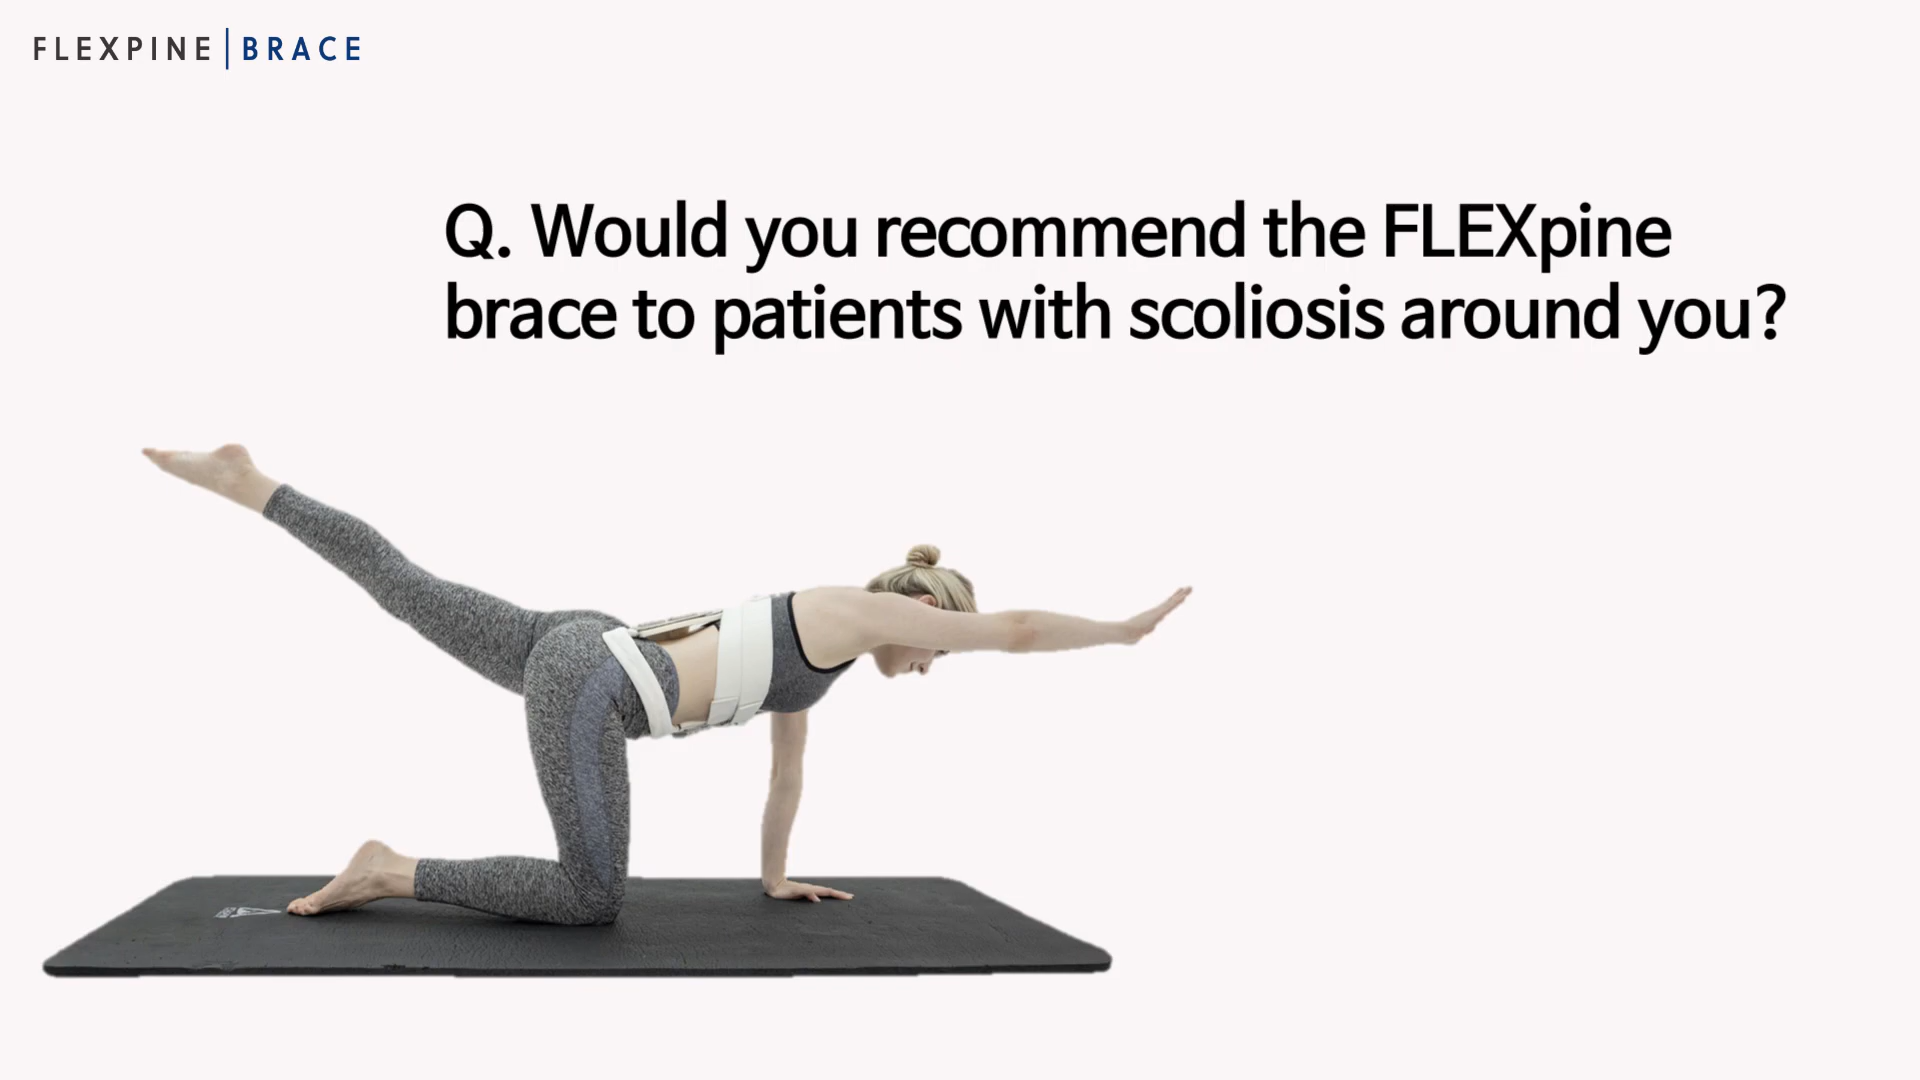 FLEXPINE | BRACE
Q. Would you recommend the FLEXpine
brace to patients with scoliosis around you?